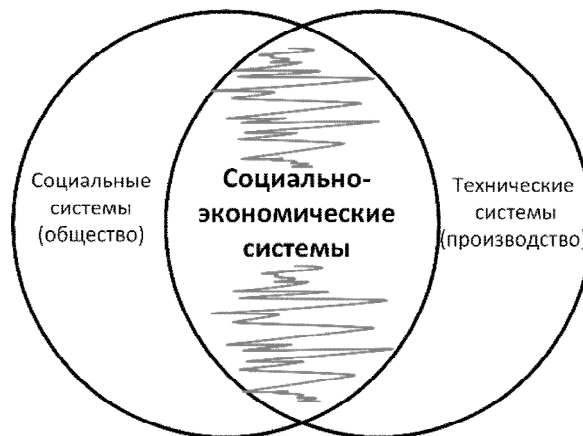 Социальные
системы
(общество)
Социально-
экономические
системы
Технические
системы
(производство)